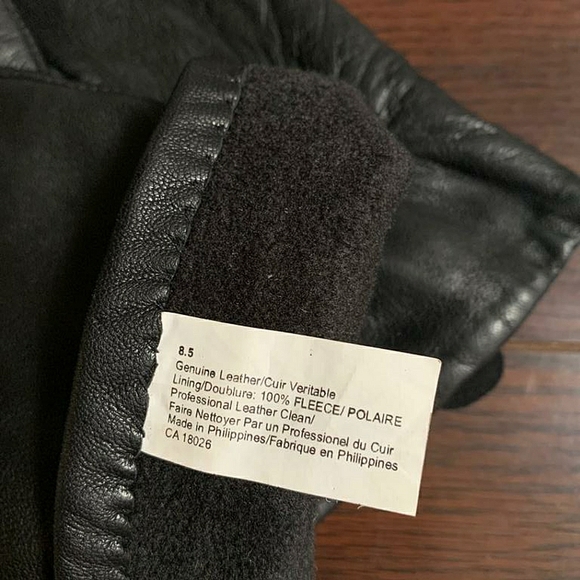 8.5
Genuine Leather/Cuir Veritable
Lining/Doublure: 100% FLEECE/ POLAIRE
Professional Leather Clean/
Faire Nettoyer Par un Professionel du Cuir
Made in Philippines/Fabrique en Philippines
CA 18026